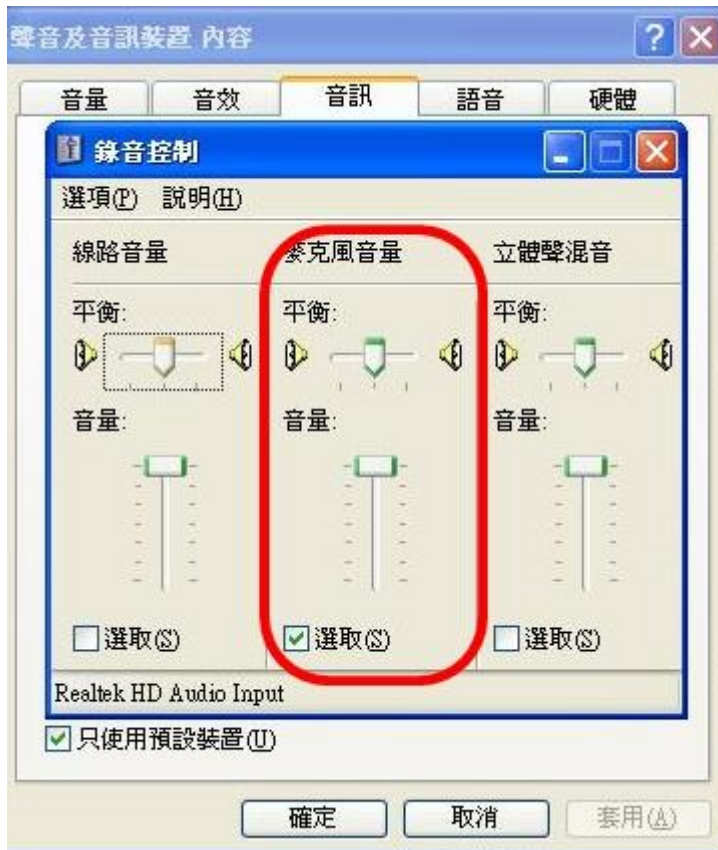 聲音及音訊裝置 內容
音量 音效 音訊 語音 硬體
錄音控制
選項(P) 說明(H)
線路音量 麥克風音量 立體聲混音
平衡: 平衡: 平衡:
音量: 音量: 音量:
選取(S) 選取(S) 選取(S)
Realtek HD Audio Input
只使用預設裝置(U)
確定 取消 套用(A)